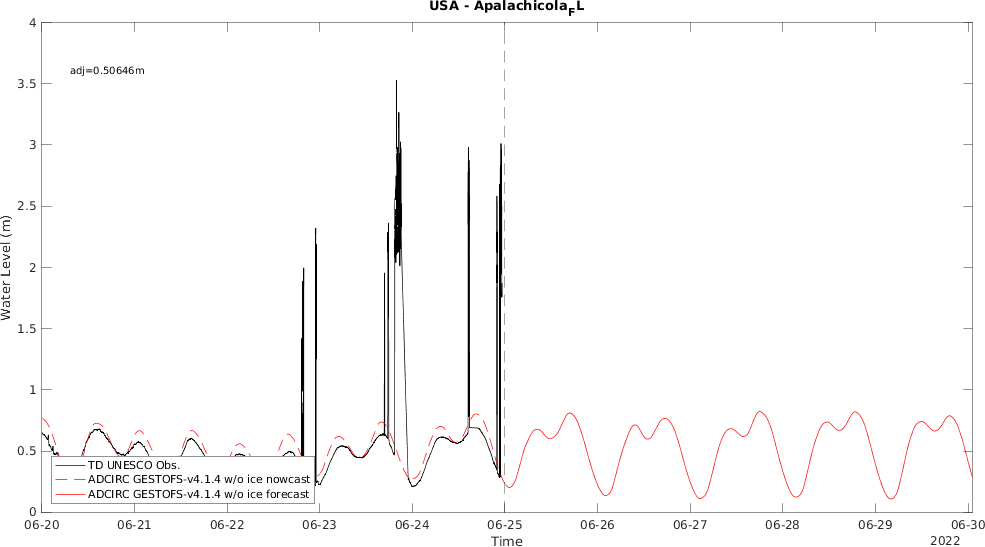 USA - Apalachicola_FL
4
adj=0.50646m
3.5
3
2.5
2
1.5
1
0.5
0
Water Level (m)
TD UNESCO Obs.
ADCIRC GESTOFS-v4.1.4 w/o ice nowcast
ADCIRC GESTOFS-v4.1.4 w/o ice forecast
06-20 06-21 06-22 06-23 06-24 06-25 06-26 06-27 06-28 06-29 06-30
Time
2022